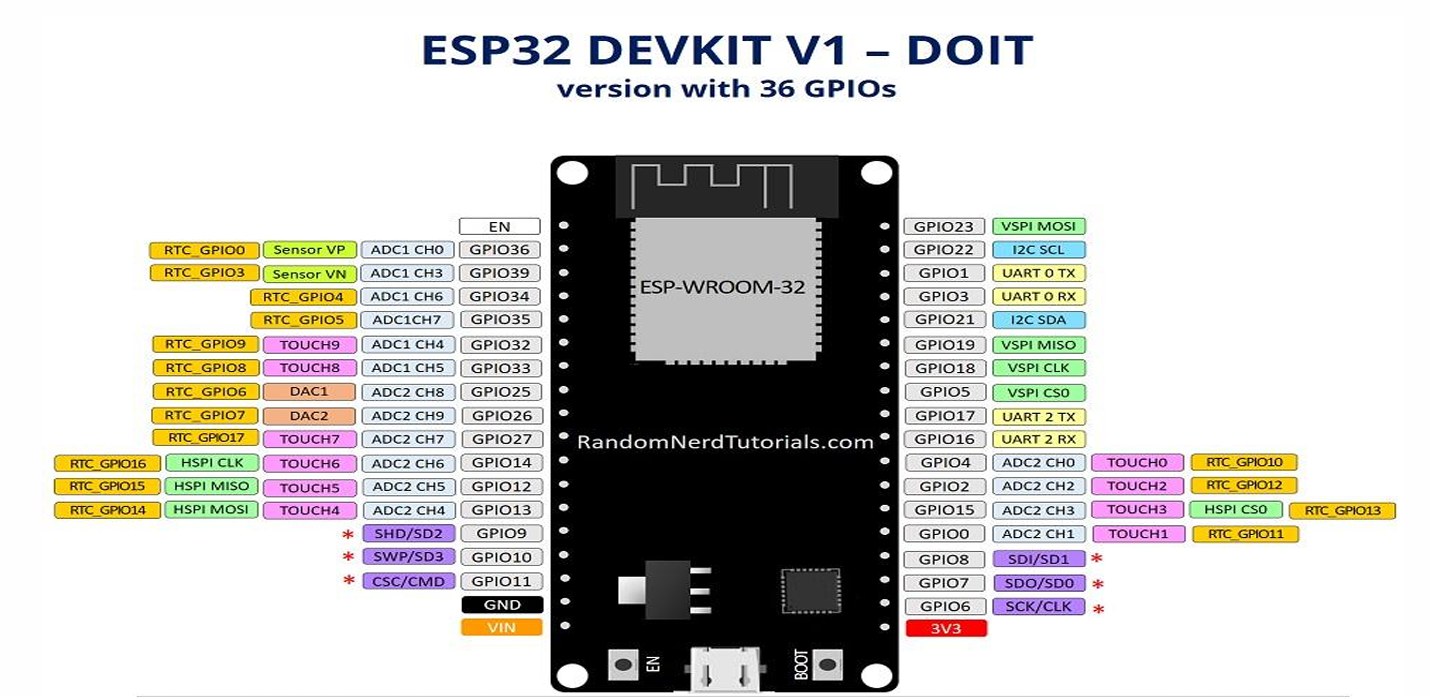 ESP32 DEVKIT V1 – DOIT
version with 36 GPIOs
EN GPIO23 VSPI MOSI
RTC_GPIO0 Sensor VP ADC1 CH0 GPIO36 GPIO22 I2C SCL
RTC_GPIO3 Sensor VN ADC1 CH3 GPIO39 GPIO1 UART 0 TX
RTC_GPIO4 ADC1 CH6 GPIO34 ESP-WROOM-32 GPIO3 UART 0 RX
RTC_GPIO5 ADC1CH7 GPIO35 GPIO21 I2C SDA
RTC_GPIO9 TOUCH9 ADC1 CH4 GPIO32 GPIO19 VSPI MISO
RTC_GPIO8 TOUCH8 ADC1 CH5 GPIO33 GPIO18 VSPI CLK
RTC_GPIO6 DAC1 ADC2 CH8 GPIO25 GPIO5 VSPI CS0
RTC_GPIO7 DAC2 ADC2 CH9 GPIO26 GPIO17 UART 2 TX
RTC_GPIO17 TOUCH7 ADC2 CH7 GPIO27 RandomNerdTutorials.com GPIO16 UART 2 RX
RTC_GPIO16 HSPI CLK TOUCH6 ADC2 CH6 GPIO14 GPIO4 ADC2 CH0 TOUCH0 RTC_GPIO10
RTC_GPIO15 HSPI MISO TOUCH5 ADC2 CH5 GPIO12 GPIO2 ADC2 CH2 TOUCH2 RTC_GPIO12
RTC_GPIO14 HSPI MOSI TOUCH4 ADC2 CH4 GPIO13 GPIO15 ADC2 CH3 TOUCH3 HSPI CS0 RTC_GPIO13
* SHD/SD2 GPIO9 GPIO0 ADC2 CH1 TOUCH1 RTC_GPIO11
* SWP/SD3 GPIO10 GPIO8 SDI/SD1 *
* CSC/CMD GPIO11 GPIO7 SDO/SD0 *
GND GPIO6 SCK/CLK *
VIN 3V3
EN BOOT